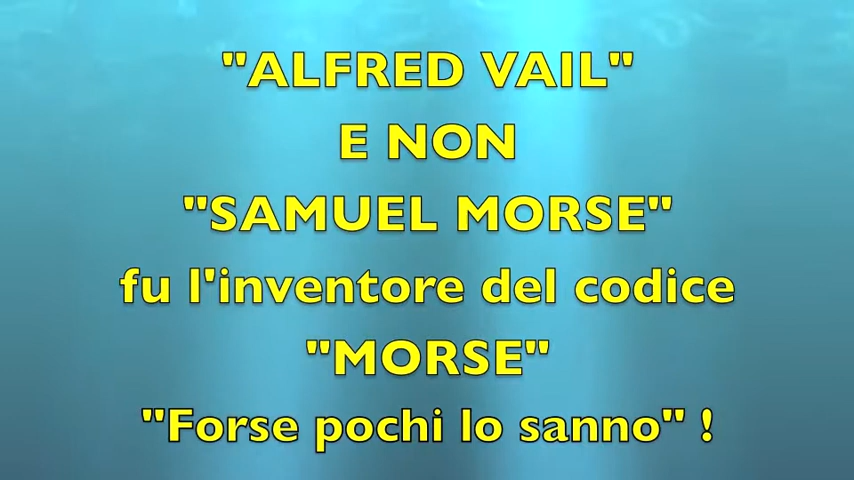 "ALFRED VAIL"
E NON
"SAMUEL MORSE"
fu l'inventore del codice
"MORSE"
"Forse pochi lo sanno" !